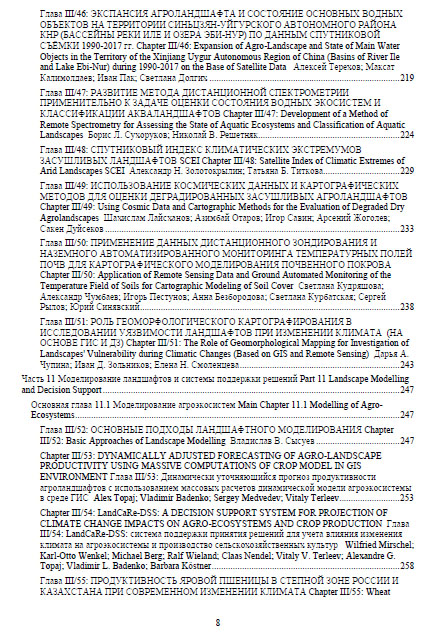 Глава III/46: ЭКСПАНСИЯ АГРОЛАНДШАФТА И СОСТОЯНИЕ ОСНОВНЫХ ВОДНЫХ
ОБЪЕКТОВ НА ТЕРРИТОРИИ СИНЬЦЗЯН-УЙГУРСКОГО АВТОНОМНОГО РАЙОНА
КНР (БАССЕЙНЫ РЕКИ ИЛЕ И ОЗЕРА ЭБИ-НУР) ПО ДАННЫМ СПУТНИКОВОЙ
СЪЁМКИ 1990-2017 гг. Chapter III/46: Expansion of Agro-Landscape and State of Main Water
Objects in the Territory of the Xinjiang Uygur Autonomous Region of China (Basins of River Ile
and Lake Ebi-Nur) during 1990-2017 on the Base of Satellite Data Алексей Терехов; Максат
Калимолдаев; Иван Пак; Светлана Долгих ........219
Глава III/47: РАЗВИТИЕ МЕТОДА ДИСТАНЦИОННОЙ СПЕКТРОМЕТРИИ
ПРИМЕНИТЕЛЬНО К ЗАДАЧЕ ОЦЕНКИ СОСТОЯНИЯ ВОДНЫХ ЭКОСИСТЕМ И
КЛАССИФИКАЦИИ АКВАЛАНДШАФТОВ Chapter III/47: Development of a Method of
Remote Spectrometry for Assessing the State of Aquatic Ecosystems and Classification of Aquatic
Landscapes Борис Л. Сухоруков; Николай В. Решетняк........224
Глава III/48: СПУТНИКОВЫЙ ИНДЕКС КЛИМАТИЧЕСКИХ ЭКСТРЕМУМОВ
ЗАСУШЛИВЫХ ЛАНДШАФТОВ SCEI Chapter III/48: Satellite Index of Climatic Extremes of
Arid Landscapes SCEI Александр Н. Золотокрылин; Татьяна Б. Титкова........229
Глава III/49: ИСПОЛЬЗОВАНИЕ КОСМИЧЕСКИХ ДАННЫХ И КАРТОГРАФИЧЕСКИХ
МЕТОДОВ ДЛЯ ОЦЕНКИ ДЕГРАДИРОВАННЫХ ЗАСУШЛИВЫХ АГРОЛАНДШАФТОВ
Chapter III/49: Using Cosmic Data and Cartographic Methods for the Evaluation of Degraded Dry
Agrolandscapes Шахислам Лайсханов; Азимбай Отаров; Игорь Савин; Арсений Жоголев;
Сакен Дуйсеков ........233
Глава III/50: ПРИМЕНЕНИЕ ДАННЫХ ДИСТАНЦИОННОГО ЗОНДИРОВАНИЯ И
НАЗЕМНОГО АВТОМАТИЗИРОВАННОГО МОНИТОРИНГА ТЕМПЕРАТУРНЫХ ПОЛЕЙ
ПОЧВ ДЛЯ КАРТОГРАФИЧЕСКОГО МОДЕЛИРОВАНИЯ ПОЧВЕННОГО ПОКРОВА
Chapter III/50: Application of Remote Sensing Data and Ground Automated Monitoring of the
Temperature Field of Soils for Cartographic Modeling of Soil Cover Светлана Кудряшова;
Александр Чумбаев; Игорь Пестунов; Анна Безбородова; Светлана Курбатская; Сергей
Рылов; Юрий Синявский........238
Глава III/51: РОЛЬ ГЕОМОРФОЛОГИЧЕСКОГО КАРТОГРАФИРОВАНИЯ В
ИССЛЕДОВАНИИ УЯЗВИМОСТИ ЛАНДШАФТОВ ПРИ ИЗМЕНЕНИИ КЛИМАТА (НА
ОСНОВЕ ГИС И ДЗ) Chapter III/51: The Role of Geomorphological Mapping for Investigation of
Landscapes' Vulnerability during Climatic Changes (Based on GIS and Remote Sensing) Дарья А.
Чупина; Иван Д. Зольников; Елена Н. Смоленцева........243
Часть 11 Моделирование ландшафтов и системы поддержки решений Part 11 Landscape Modelling
and Decision Support........247
Основная глава 11.1 Моделирование агроэкосистем Main Chapter 11.1 Modelling of Agro-
Ecosystems........247
Глава III/52: ОСНОВНЫЕ ПОДХОДЫ ЛАНДШАФТНОГО МОДЕЛИРОВАНИЯ Chapter
III/52: Basic Approaches of Landscape Modelling Владислав В. Сысуев ........247
Chapter III/53: DYNAMICALLY ADJUSTED FORECASTING OF AGRO-LANDSCAPE
PRODUCTIVITY USING MASSIVE COMPUTATIONS OF CROP MODEL IN GIS
ENVIRONMENT Глава III/53: Динамически уточняющийся прогноз продуктивности
агроландшафтов с использованием массовых расчетов динамической модели агроэкосистемы
в среде ГИС Alex Topaj; Vladimir Badenko; Sergey Medvedev; Vitaly Terleev........253
Chapter III/54: LandCaRe-DSS: A DECISION SUPPORT SYSTEM FOR PROJECTION OF
CLIMATE CHANGE IMPACTS ON AGRO-ECOSYSTEMS AND CROP PRODUCTION Глава
III/54: LandCaRe-DSS: система поддержки принятия решений для учета влияния изменения
климата на агроэкосистемы и производство сельскохозяйственных культур Wilfried Mirschel;
Karl-Otto Wenkel; Michael Berg; Ralf Wieland; Claas Nendel; Vitaly V. Terleev; Alexandre G.
Topaj; Vladimir L. Badenko; Barbara Köstner........258
Глава III/55: ПРОДУКТИВНОСТЬ ЯРОВОЙ ПШЕНИЦЫ В СТЕПНОЙ ЗОНЕ РОССИИ И
КАЗАХСТАНА ПРИ СОВРЕМЕННОМ ИЗМЕНЕНИИ КЛИМАТА Chapter III/55: Wheat
8